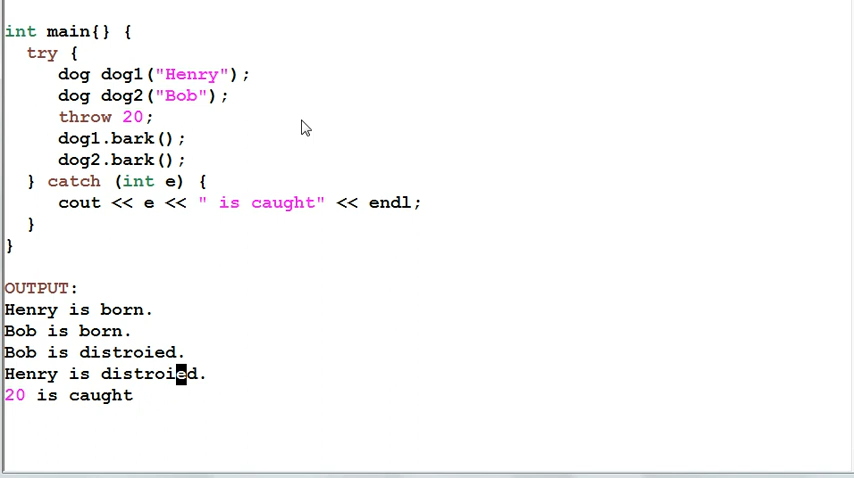 int main{} {
try {
dog dog1("Henry");
dog dog2("Bob");
throw 20;
dog1.bark();
dog2.bark();
} catch (int e) {
cout << e << " is caught" << endl;
}
}
OUTPUT:
Henry is born.
Bob is born.
Bob is distroied.
Henry is distroied.
20 is caught